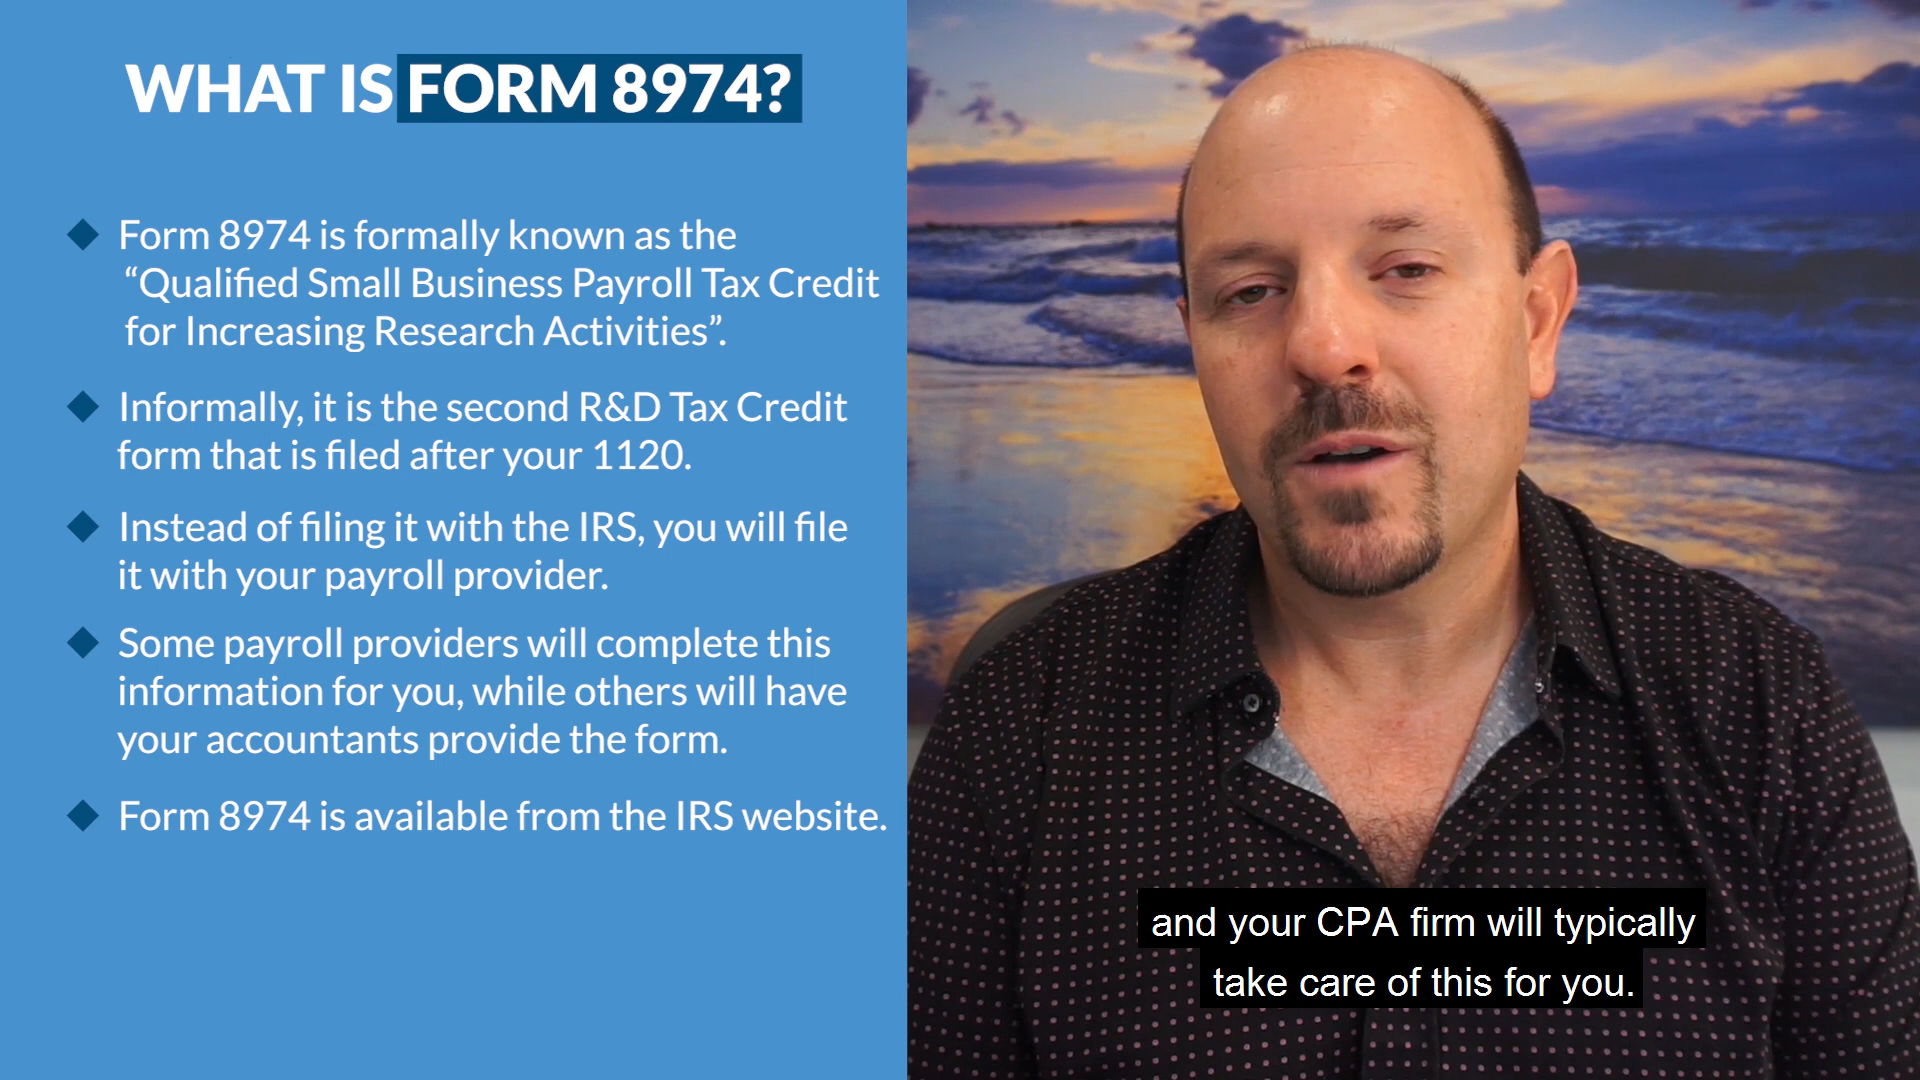 WHAT IS FORM 8974?
Form 8974 is formally known as the
“Qualified Small Business Payroll Tax Credit
for Increasing Research Activities”.
Informally, it is the second R&D Tax Credit
form that is filed after your 1120.
Instead of filing it with the IRS, you will file
it with your payroll provider.
Some payroll providers will complete this
information for you, while others will have
your accountants provide the form.
Form 8974 is available from the IRS website.
and your CPA firm will typically
take care of this for you.